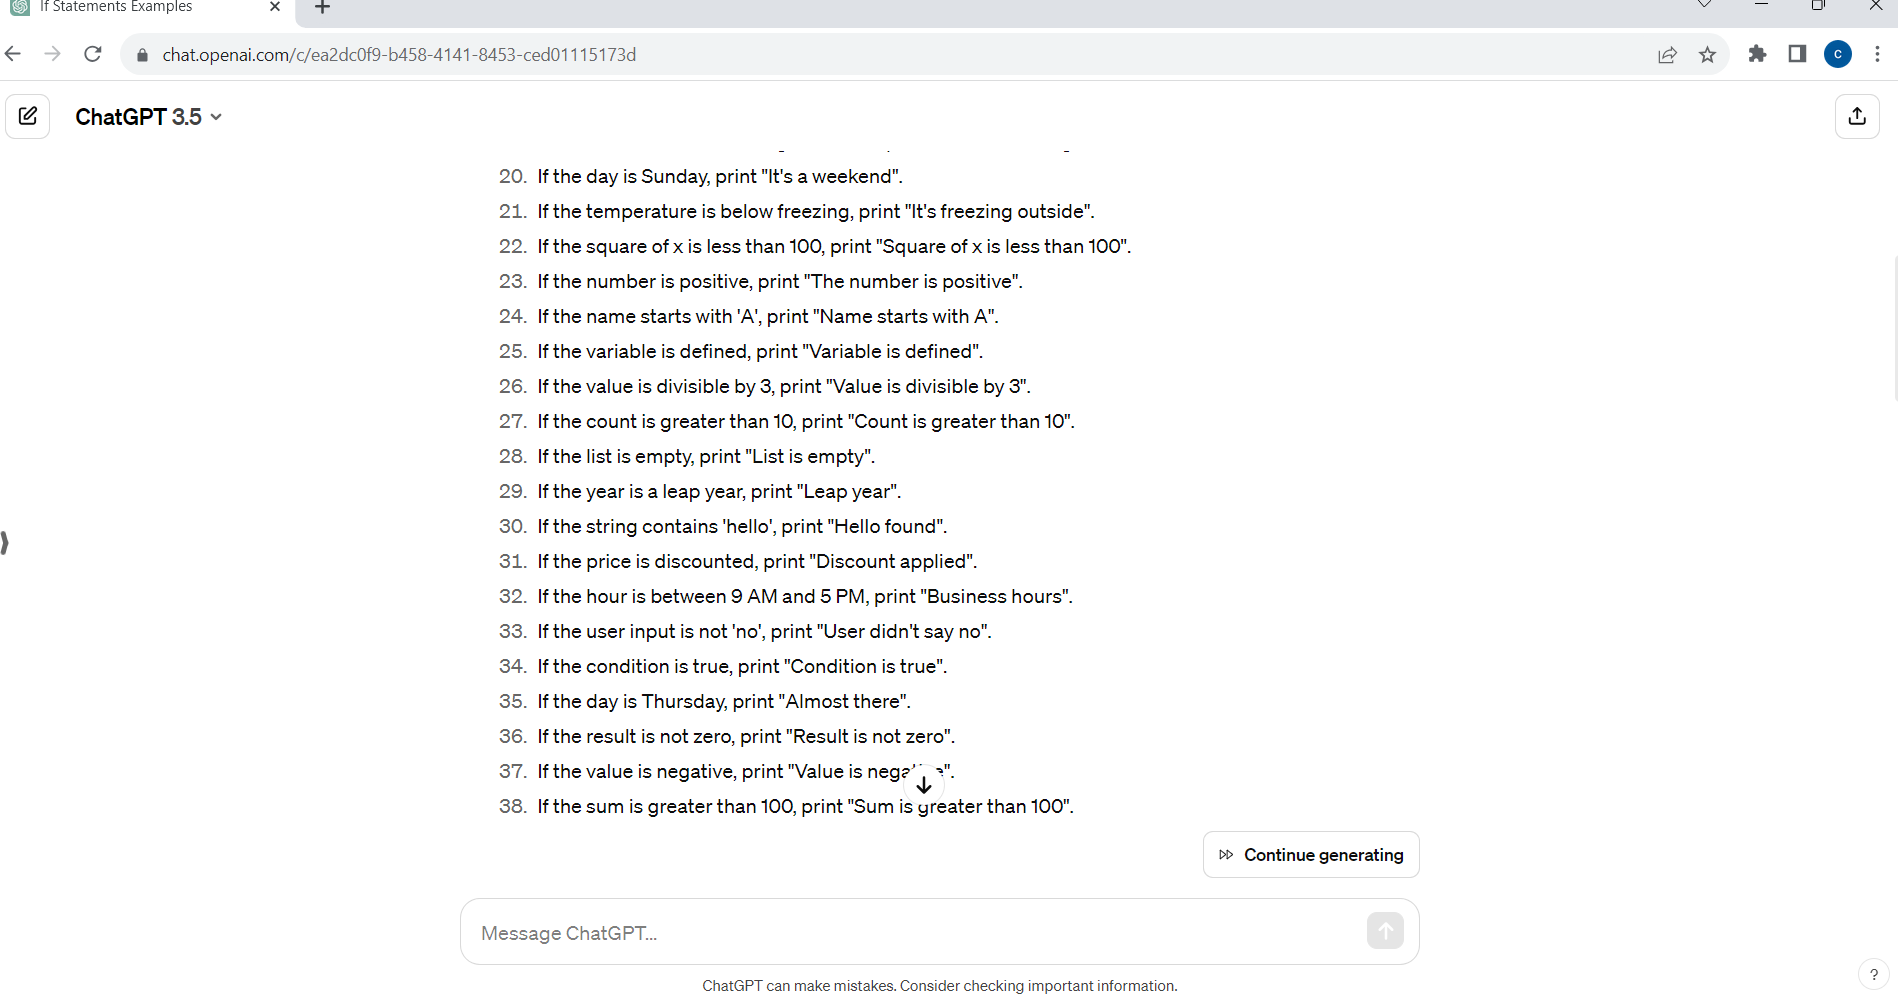 If Statements Examples
chat.openai.com/c/ea2dc0f9-b458-4141-8453-ced01115173d
C
ChatGPT 3.5
20. If the day is Sunday, print "It's a weekend".
21. If the temperature is below freezing, print "It's freezing outside".
22. If the square of x is less than 100, print "Square of x is less than 100".
23. If the number is positive, print "The number is positive".
24. If the name starts with 'A', print "Name starts with A".
25. If the variable is defined, print "Variable is defined".
26. If the value is divisible by 3, print "Value is divisible by 3".
27. If the count is greater than 10, print "Count is greater than 10".
28. If the list is empty, print "List is empty".
29. If the year is a leap year, print "Leap year".
30. If the string contains 'hello', print "Hello found".
31. If the price is discounted, print "Discount applied".
32. If the hour is between 9 AM and 5 PM, print "Business hours".
33. If the user input is not 'no', print "User didn't say no".
34. If the condition is true, print "Condition is true".
35. If the day is Thursday, print "Almost there".
36. If the result is not zero, print "Result is not zero".
37. If the value is negative, print "Value is negative".
38. If the sum is greater than 100, print "Sum is greater than 100".
Continue generating
Message ChatGPT...
ChatGPT can make mistakes. Consider checking important information.
?